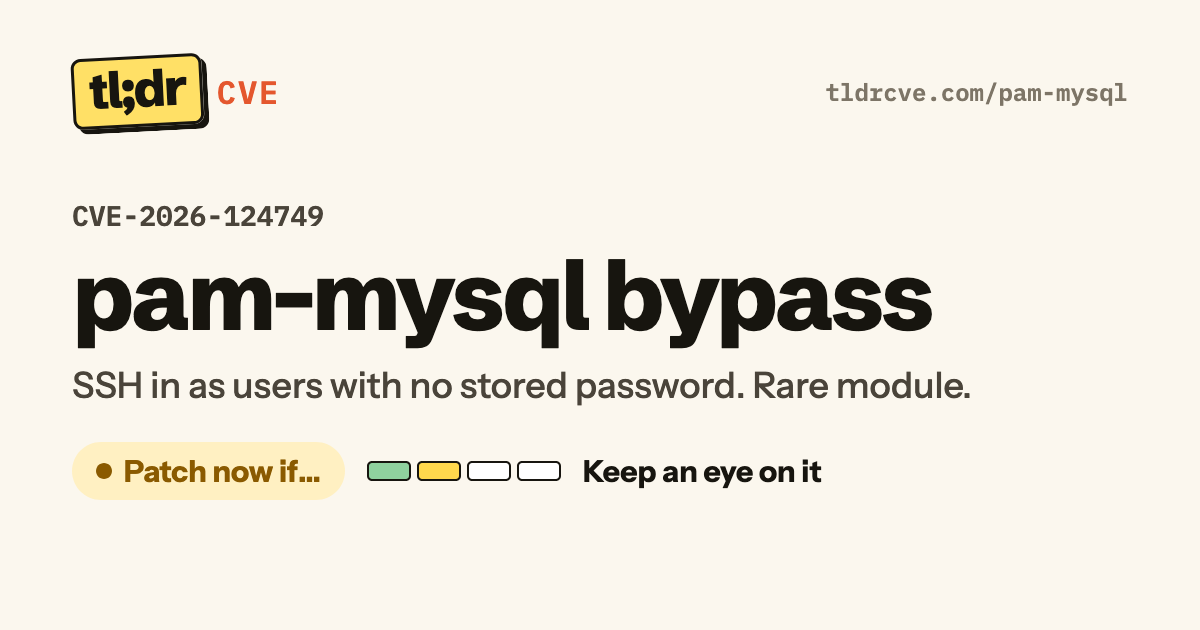 tl;dr CVE
tldrcve.com/pam-mysql
CVE-2026-124749
pam-mysql bypass
SSH in as users with no stored password. Rare module.
Patch now if... Keep an eye on it